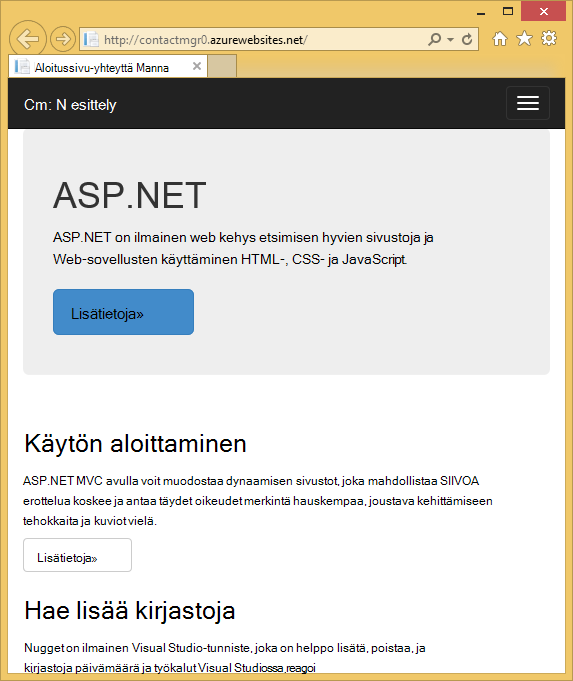 http://contactmgr0.azurewebsites.net/
Aloitussivu-yhteyttä Manna
Cm: N esittely
ASP.NET
ASP.NET on ilmainen web kehys etsimisen hyvien sivustoja ja
Web-sovellusten käyttäminen HTML-, CSS- ja JavaScript.
Lisätietoja»
Käytön aloittaminen
ASP.NET MVC avulla voit muodostaa dynaamisen sivustot, joka mahdollistaa SIIVOA
erottelua koskee ja antaa täydet oikeudet merkintä hauskempaa, joustava kehittämiseen
tehokkaita ja kuviot vielä.
Lisätietoja»
Hae lisää kirjastoja
Nuget on ilmainen Visual Studio-tunniste, joka on helppo lisätä, poistaa, ja
kirjastoja päivämäärä ja työkalut Visual Studiossa,reagoi